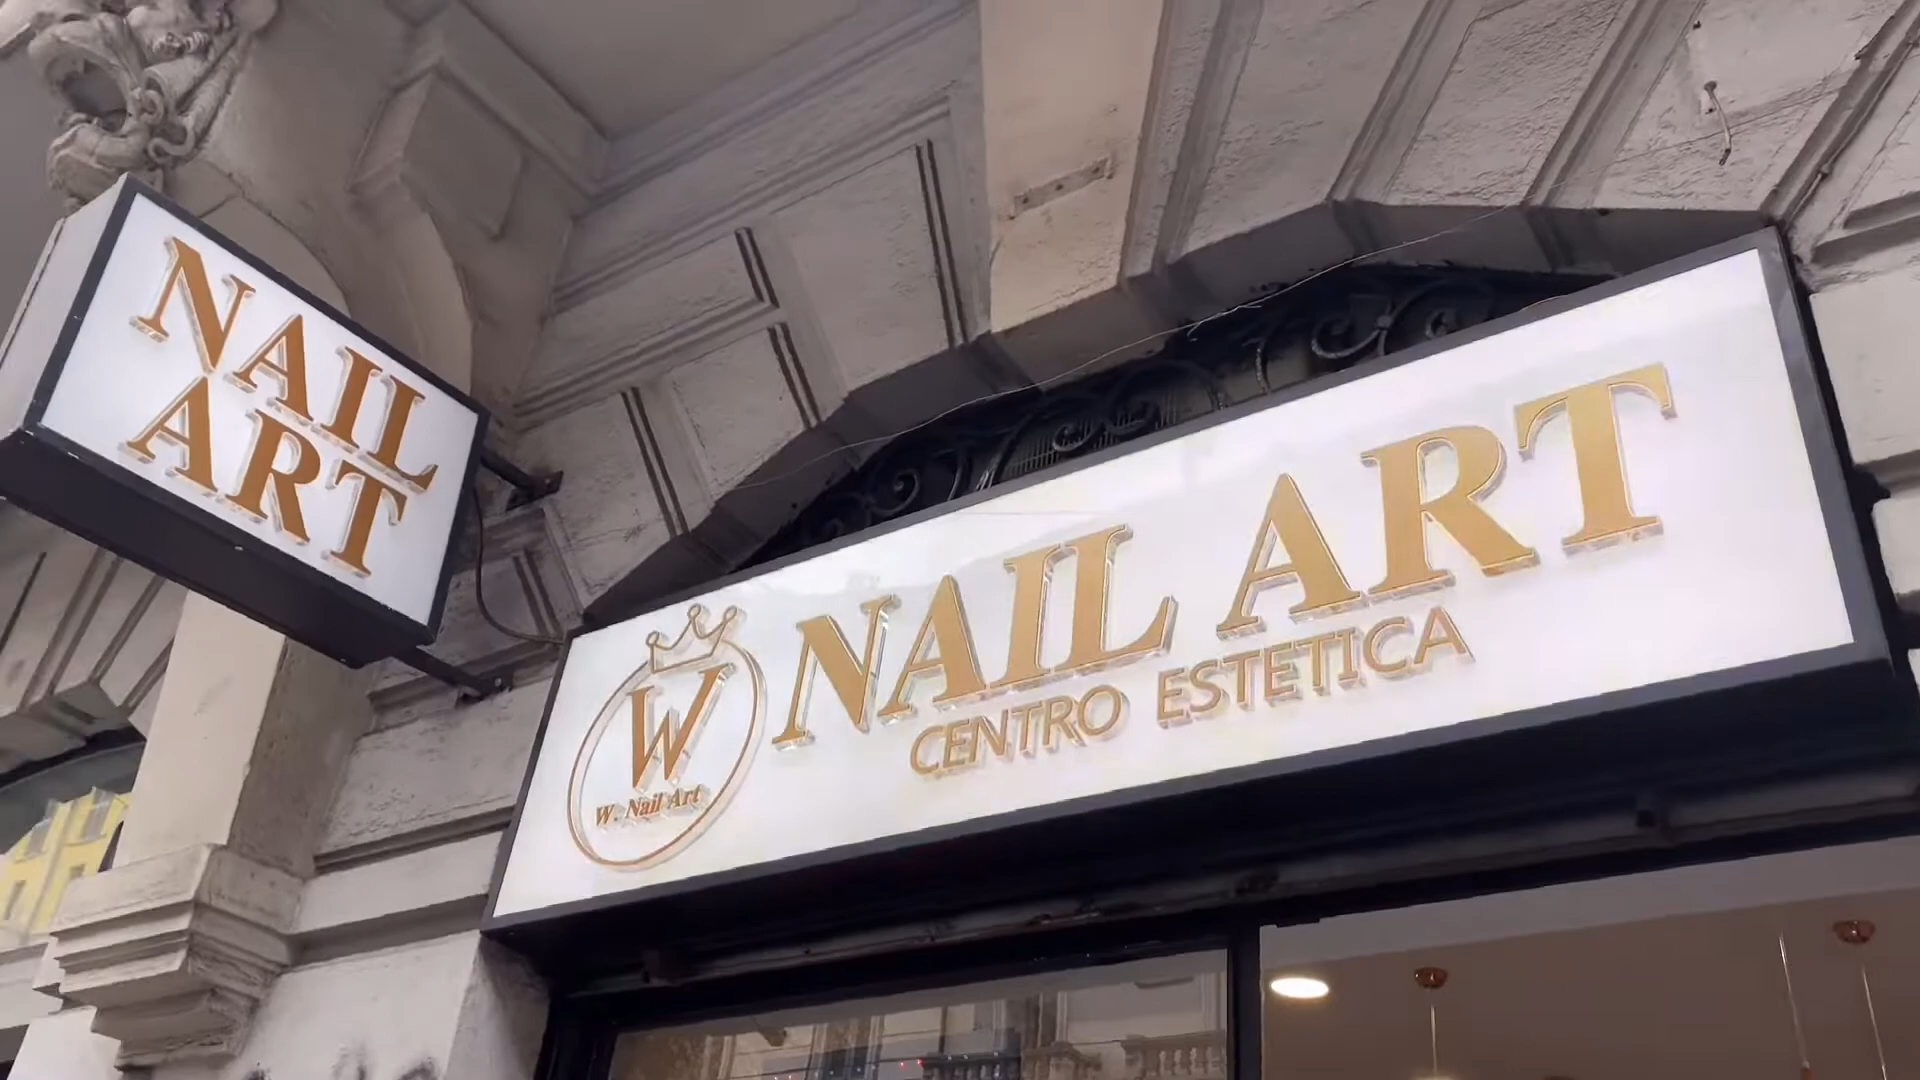 NAIL
ART
W
W. Nail Art
NAIL ART
CENTRO ESTETICA